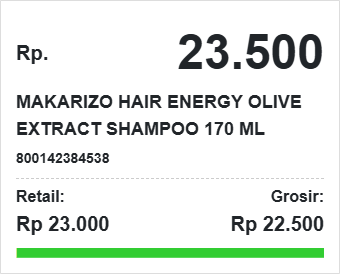 Rp. 23.500
MAKARIZO HAIR ENERGY OLIVE
EXTRACT SHAMPOO 170 ML
800142384538
Retail: Grosir:
Rp 23.000 Rp 22.500